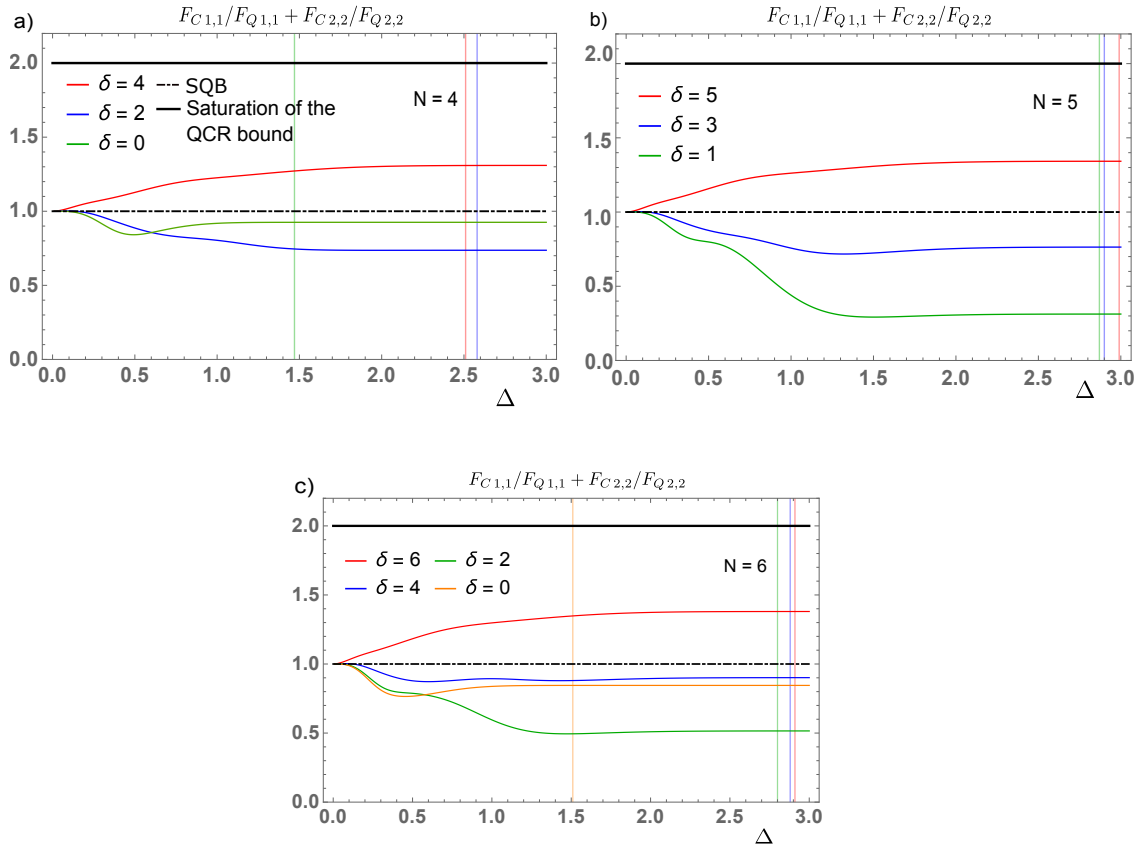 a)
F_{C 1,1}/F_{Q 1,1} + F_{C 2,2}/F_{Q 2,2}
2.0
1.5
1.0
0.5
0.0
δ = 4
δ = 2
δ = 0
SQB
Saturation of the
QCR bound
N = 4
0.0 0.5 1.0 1.5 2.0 2.5 3.0
Δ
b)
F_{C 1,1}/F_{Q 1,1} + F_{C 2,2}/F_{Q 2,2}
2.0
1.5
1.0
0.5
0.0
δ = 5
δ = 3
δ = 1
N = 5
0.0 0.5 1.0 1.5 2.0 2.5 3.0
Δ
c)
F_{C 1,1}/F_{Q 1,1} + F_{C 2,2}/F_{Q 2,2}
2.0
1.5
1.0
0.5
0.0
δ = 6 δ = 2
δ = 4 δ = 0
N = 6
0.0 0.5 1.0 1.5 2.0 2.5 3.0
Δ